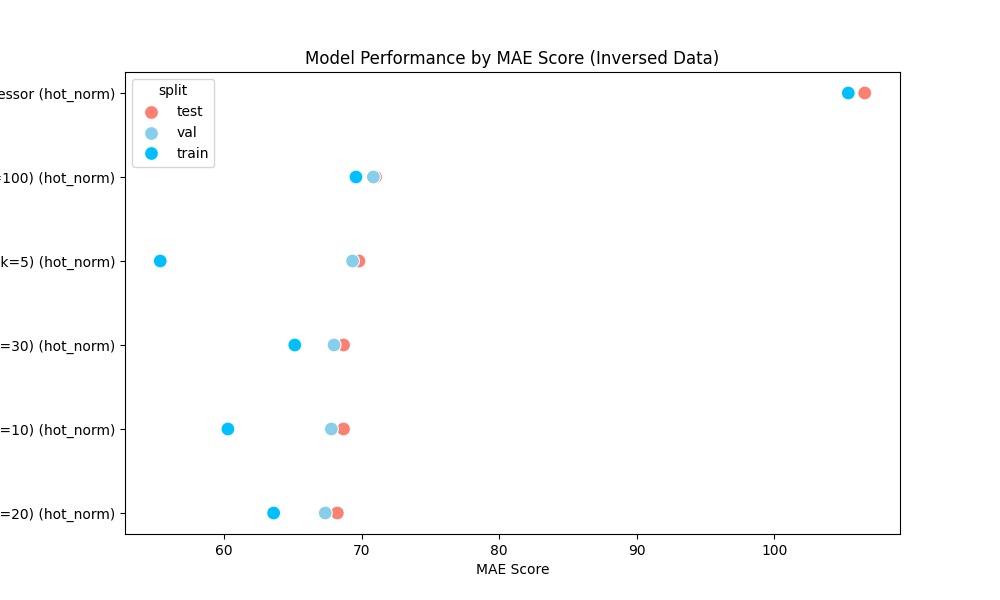 Model Performance by MAE Score (Inversed Data)
essor (hot_norm)
split
test
val
train
=100) (hot_norm)
k=5) (hot_norm)
=30) (hot_norm)
=10) (hot_norm)
=20) (hot_norm)
60 70 80 90 100
MAE Score